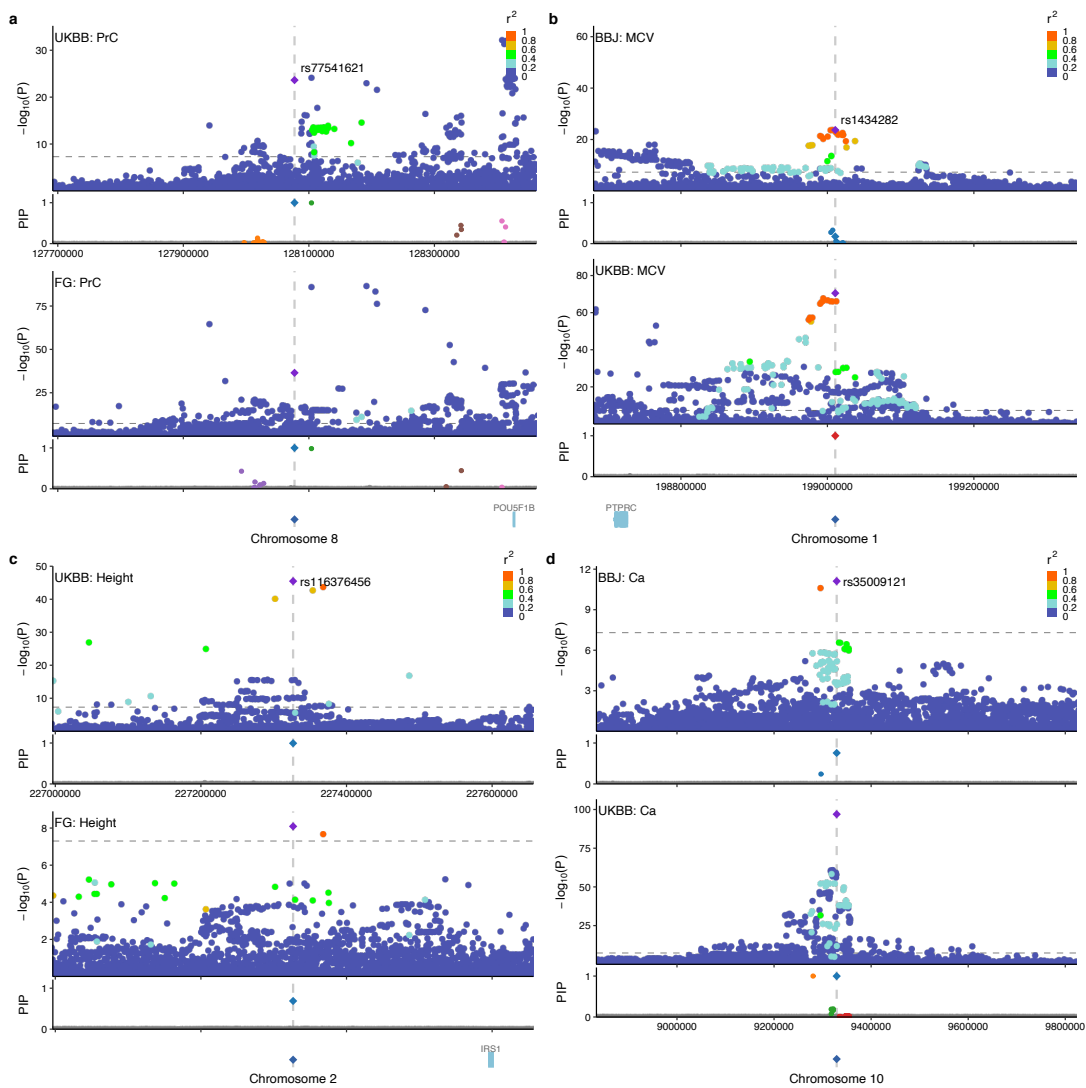 a
UKBB: PrC
rs77541621
r²
1
0.8
0.6
0.4
0.2
0
−log₁₀(P)
30
20
10
PIP
1
0
127700000
127900000
128100000
128300000
FG: PrC
−log₁₀(P)
75
50
25
PIP
1
0
POU5F1B
Chromosome 8
b
BBJ: MCV
rs1434282
r²
1
0.8
0.6
0.4
0.2
0
−log₁₀(P)
60
40
20
PIP
1
0
UKBB: MCV
−log₁₀(P)
80
60
40
20
PIP
1
0
198800000
199000000
199200000
PTPRC
Chromosome 1
c
UKBB: Height
rs116376456
r²
1
0.8
0.6
0.4
0.2
0
−log₁₀(P)
50
40
30
20
10
PIP
1
0
227000000
227200000
227400000
227600000
FG: Height
−log₁₀(P)
8
6
4
2
PIP
1
0
IRS1
Chromosome 2
d
BBJ: Ca
rs35009121
r²
1
0.8
0.6
0.4
0.2
0
−log₁₀(P)
12
9
6
3
PIP
1
0
UKBB: Ca
−log₁₀(P)
100
75
50
25
PIP
1
0
9000000
9200000
9400000
9600000
9800000
Chromosome 10